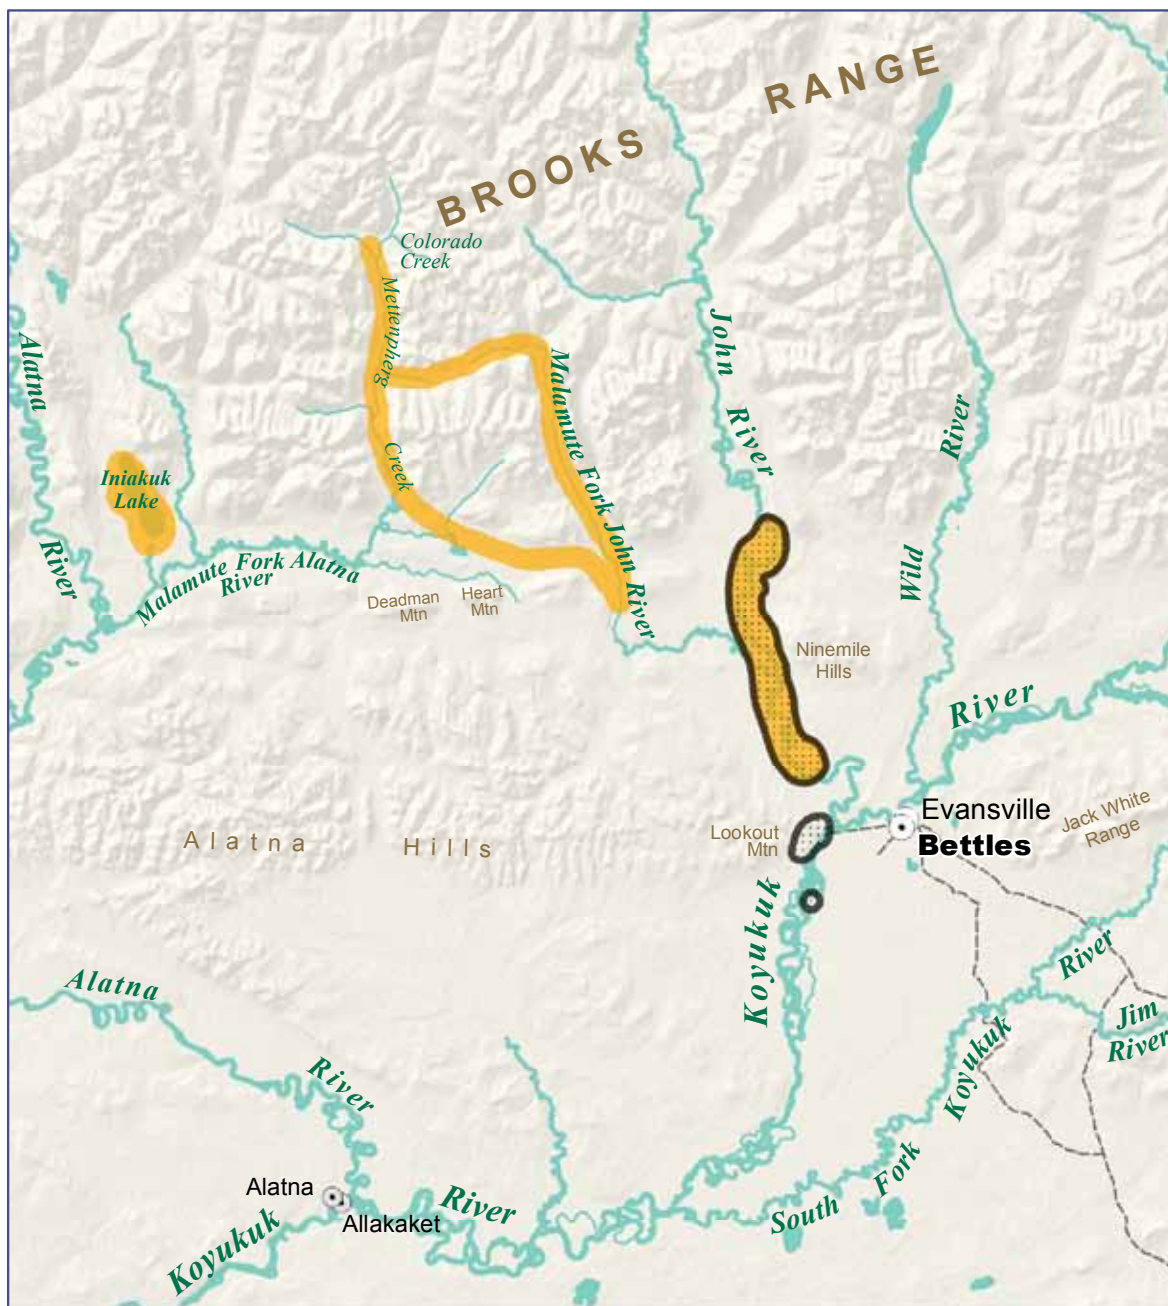 BROOKS RANGE
Colorado
Creek
Mettenpherg
Creek
John
River
Alatna
River
Malamute Fork John River
Wild
River
Iniakuk
Lake
Malamute Fork Alatna
River
Deadman
Mtn
Heart
Mtn
Ninemile
Hills
River
Evansville
Bettles
Jack White
Range
Lookout
Mtn
Alatna Hills
Koyukuk
Alatna
River
River
Jim
River
Koyukuk
Fork
South
Alatna
Allakaket
River
Koyukuk